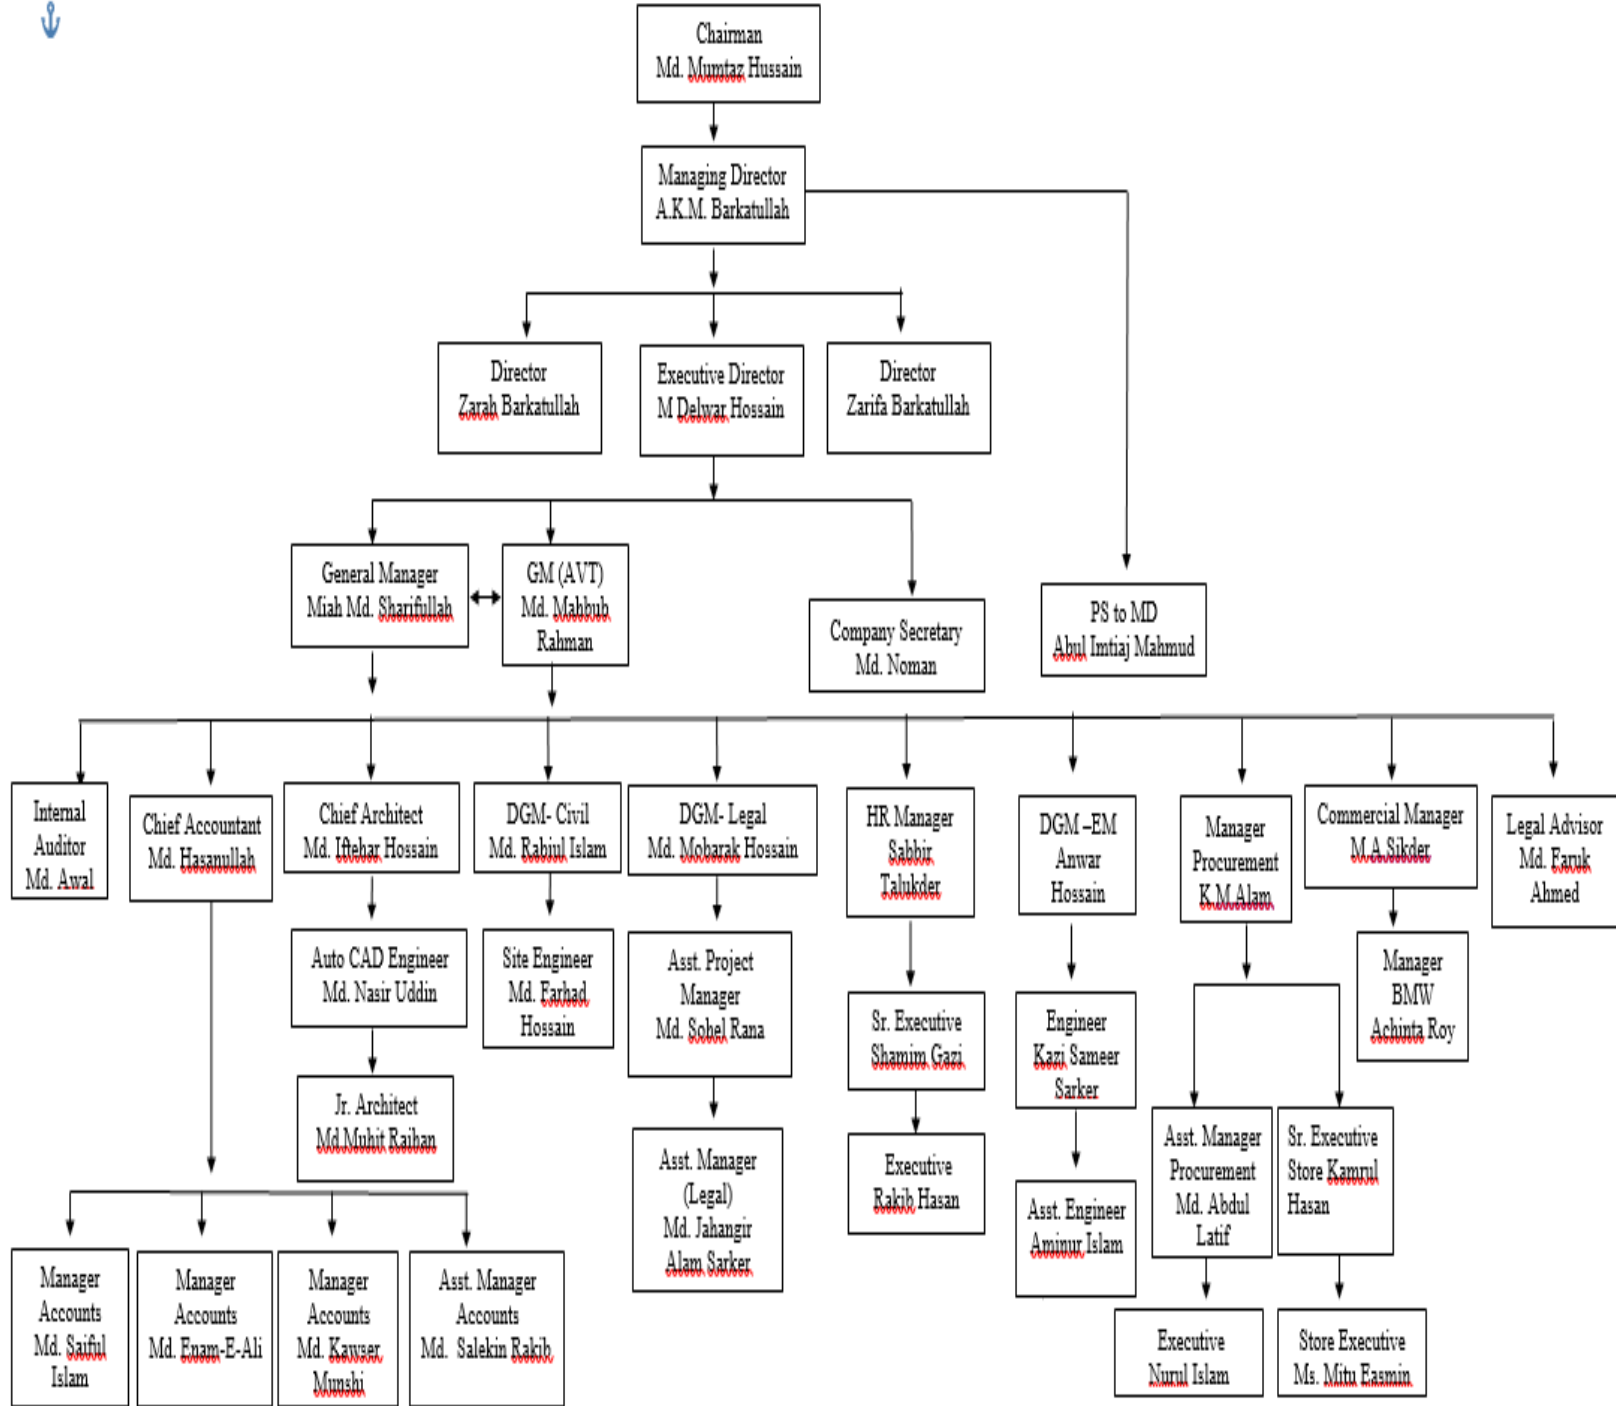 Chairman
Md. Mumtaz Hussain
Managing Director
A.K.M. Barkatullah
Director
Zarah Barkatullah
Executive Director
M Delwar Hossain
Director
Zarifa Barkatullah
General Manager
Miah Md. Sharifullah
GM (AVT)
Md. Mahbub
Rahman
Company Secretary
Md. Noman
PS to MD
Abul Imtiaj Mahmud
Internal
Auditor
Md. Awal
Chief Accountant
Md. Hasanullah
Chief Architect
Md. Iftehar Hossain
DGM- Civil
Md. Rabiul Islam
DGM- Legal
Md. Mobarak Hossain
HR Manager
Sabbir
Talukder
DGM –EM
Anwar
Hossain
Manager
Procurement
K.M.Alam
Commercial Manager
M.A.Sikder
Legal Advisor
Md. Faruk
Ahmed
Auto CAD Engineer
Md. Nasir Uddin
Site Engineer
Md. Farhad
Hossain
Asst. Project
Manager
Md. Sohel Rana
Sr. Executive
Shamim Gazi
Engineer
Kazi Sameer
Sarker
Manager
BMW
Achinta Roy
Jr. Architect
Md Muhit Raihan
Asst. Manager
(Legal)
Md. Jahangir
Alam Sarker
Executive
Rakib Hasan
Asst. Engineer
Aminur Islam
Asst. Manager
Procurement
Md. Abdul
Latif
Sr. Executive
Store Kamrul
Hasan
Manager
Accounts
Md. Saiful
Islam
Manager
Accounts
Md. Enam-E-Ali
Manager
Accounts
Md. Kawser
Munshi
Asst. Manager
Accounts
Md. Salekin Rakib
Executive
Nurul Islam
Store Executive
Ms. Mitu Easmin